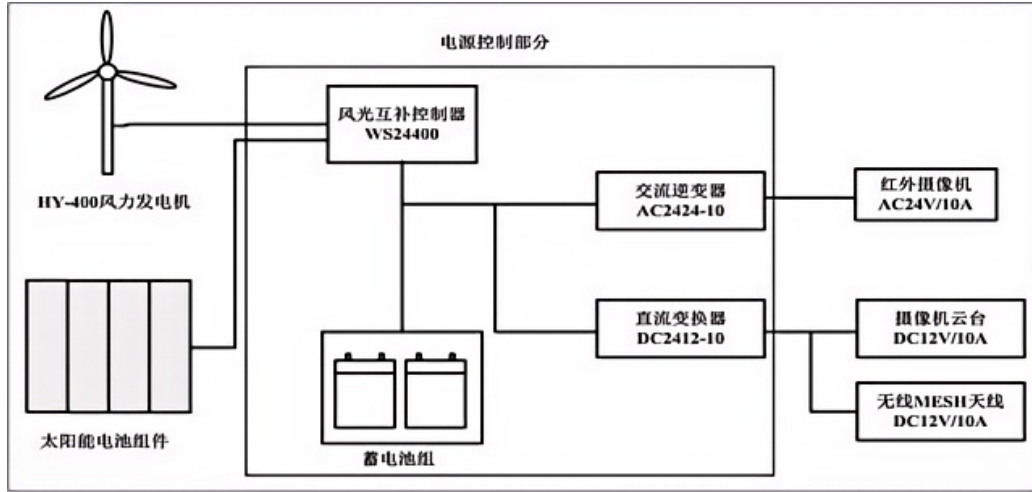 电源控制部分
风光互补控制器
WS24400
HY-400风力发电机
交流逆变器
AC2424-10
红外摄像机
AC24V/10A
直流变换器
DC2412-10
摄像机云台
DC12V/10A
无线MESH天线
DC12V/10A
太阳能电池组件
蓄电池组